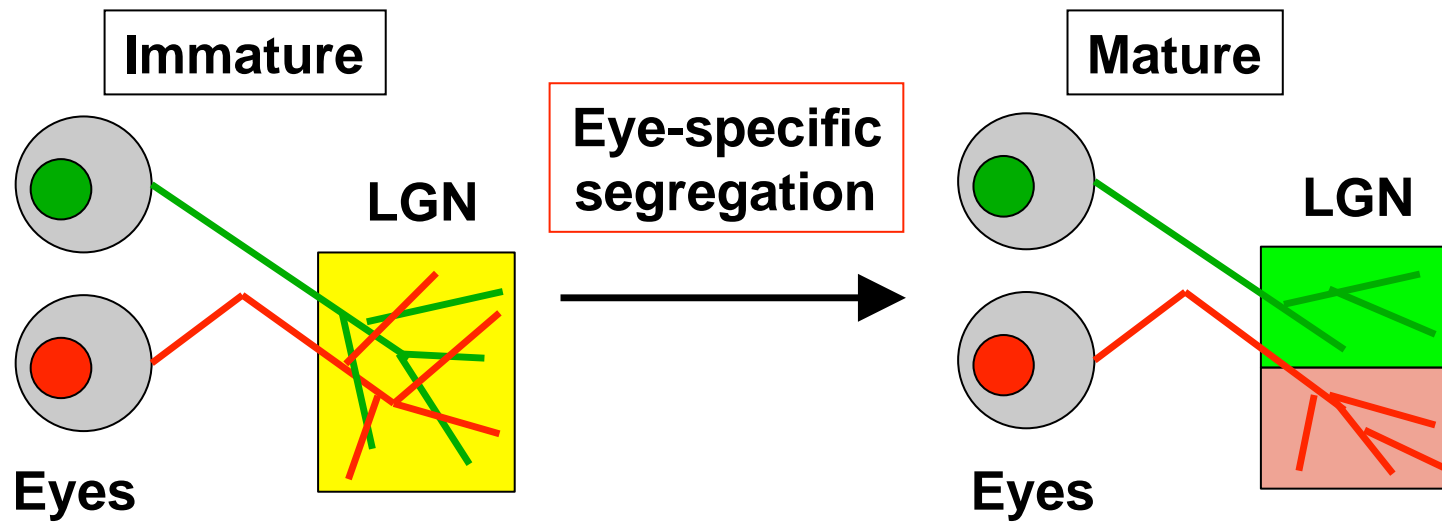 Immature
Mature
Eye-specific
segregation
LGN
LGN
Eyes
Eyes